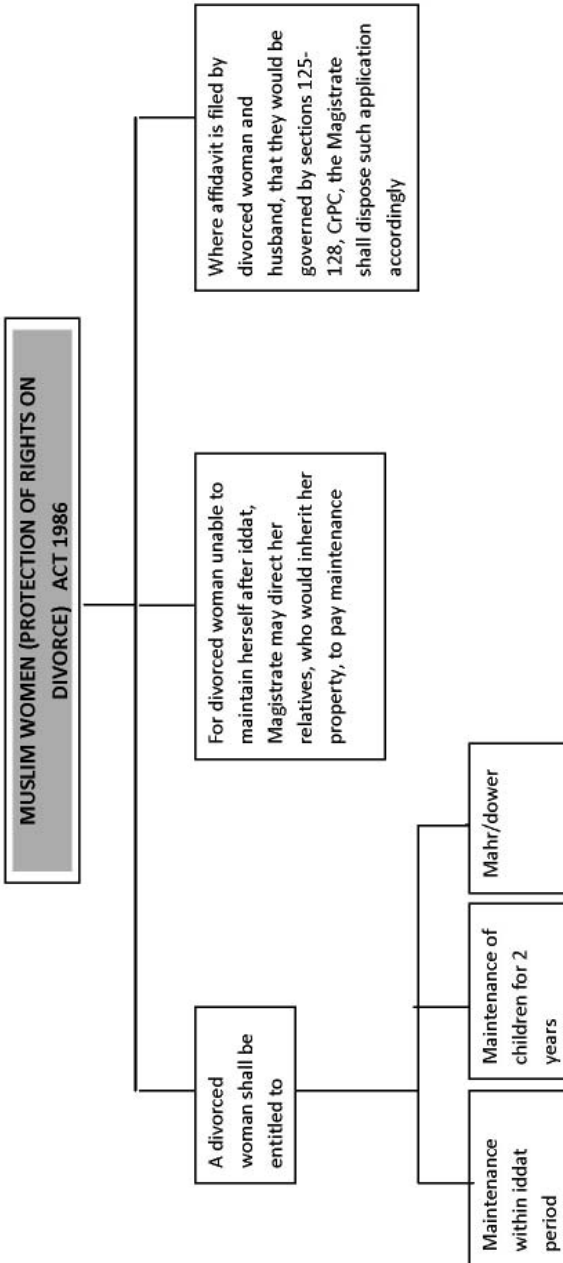 MUSLIM WOMEN (PROTECTION OF RIGHTS ON
DIVORCE) ACT 1986
A divorced
woman shall be
entitled to
Maintenance
within iddat
period
Maintenance of
children for 2
years
Mahr/dower
For divorced woman unable to
maintain herself after iddat,
Magistrate may direct her
relatives, who would inherit her
property, to pay maintenance
Where affidavit is filed by
divorced woman and
husband, that they would be
governed by sections 125-
128, CrPC, the Magistrate
shall dispose such application
accordingly